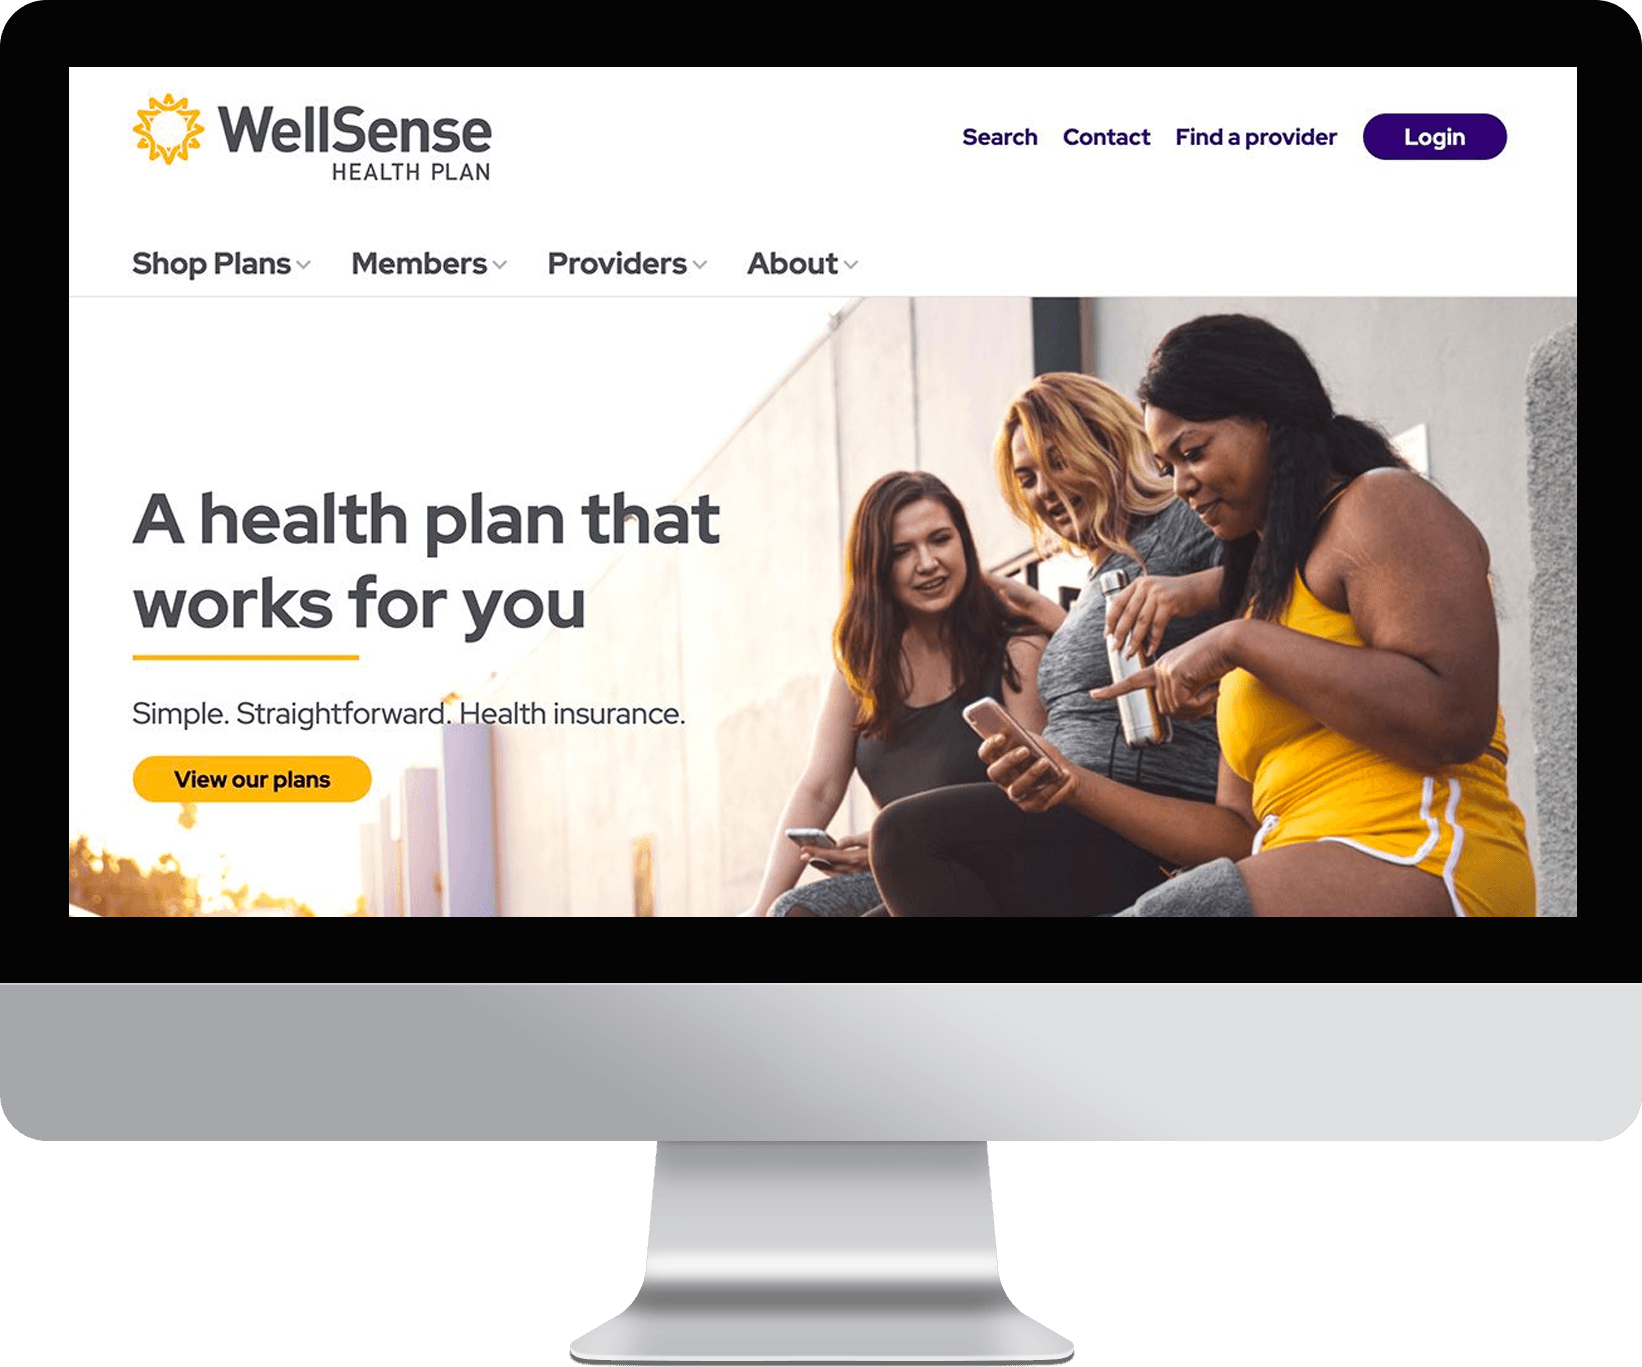 WellSense
HEALTH PLAN
Search Contact Find a provider Login
Shop Plans Members Providers About
A health plan that
works for you
Simple. Straightforward. Health insurance.
View our plans